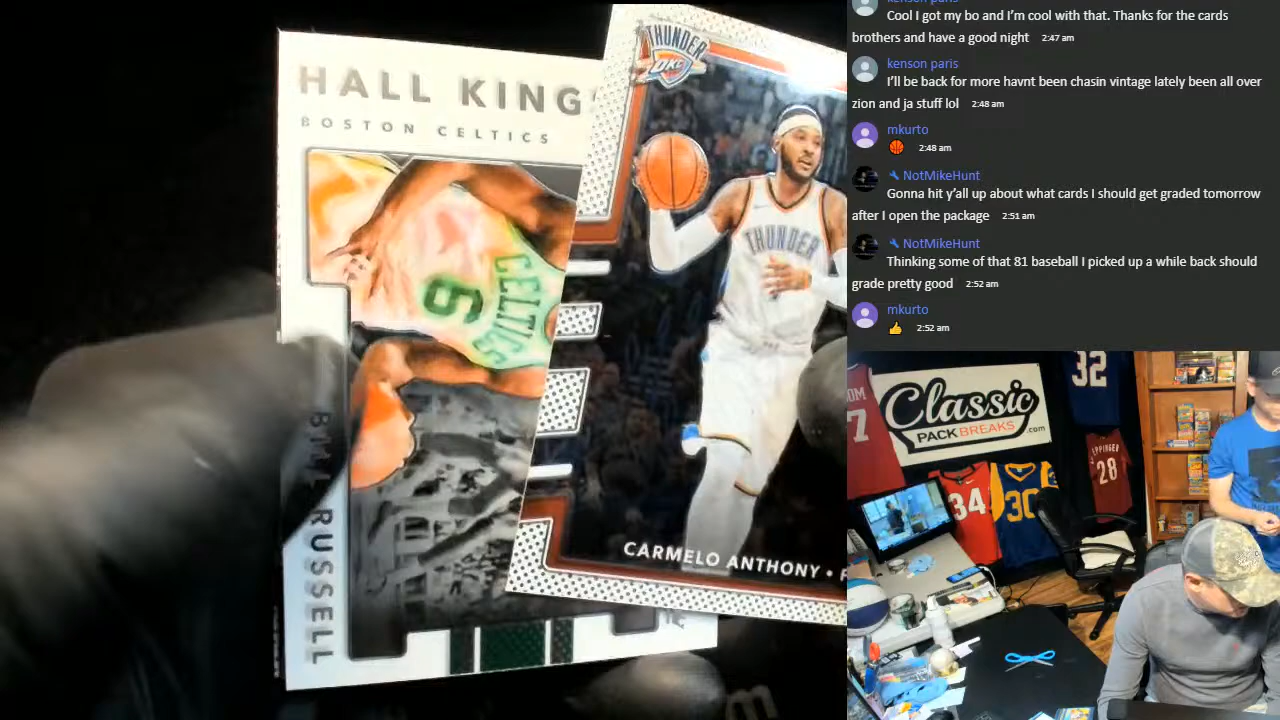 HALL KING
BOSTON CELTICS
CELTICS
6
BILL RUSSELL
THUNDER
OKC
THUNDER
CARMELO ANTHONY •
Cool I got my bo and I'm cool with that. Thanks for the cards
brothers and have a good night 2:47 am
kenson paris
I'll be back for more havnt been chasin vintage lately been all over
zion and ja stuff lol 2:48 am
mkurto
🏀 2:48 am
NotMikeHunt
Gonna hit y'all up about what cards I should get graded tomorrow
after I open the package 2:51 am
NotMikeHunt
Thinking some of that 81 baseball I picked up a while back should
grade pretty good 2:52 am
mkurto
👍 2:52 am
32
Classic
PACK BREAKS.com
7
34
30
28